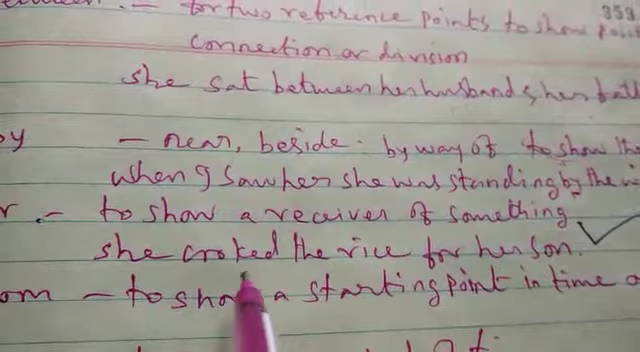 353
- for two reference points to show
connection or division
she sat between her husband & her
by - near, beside. by way of to show the
when I saw her she was standing by the
r. - to show a receiver of something
she cooked the rice for her son.
om - to show a starting point in time